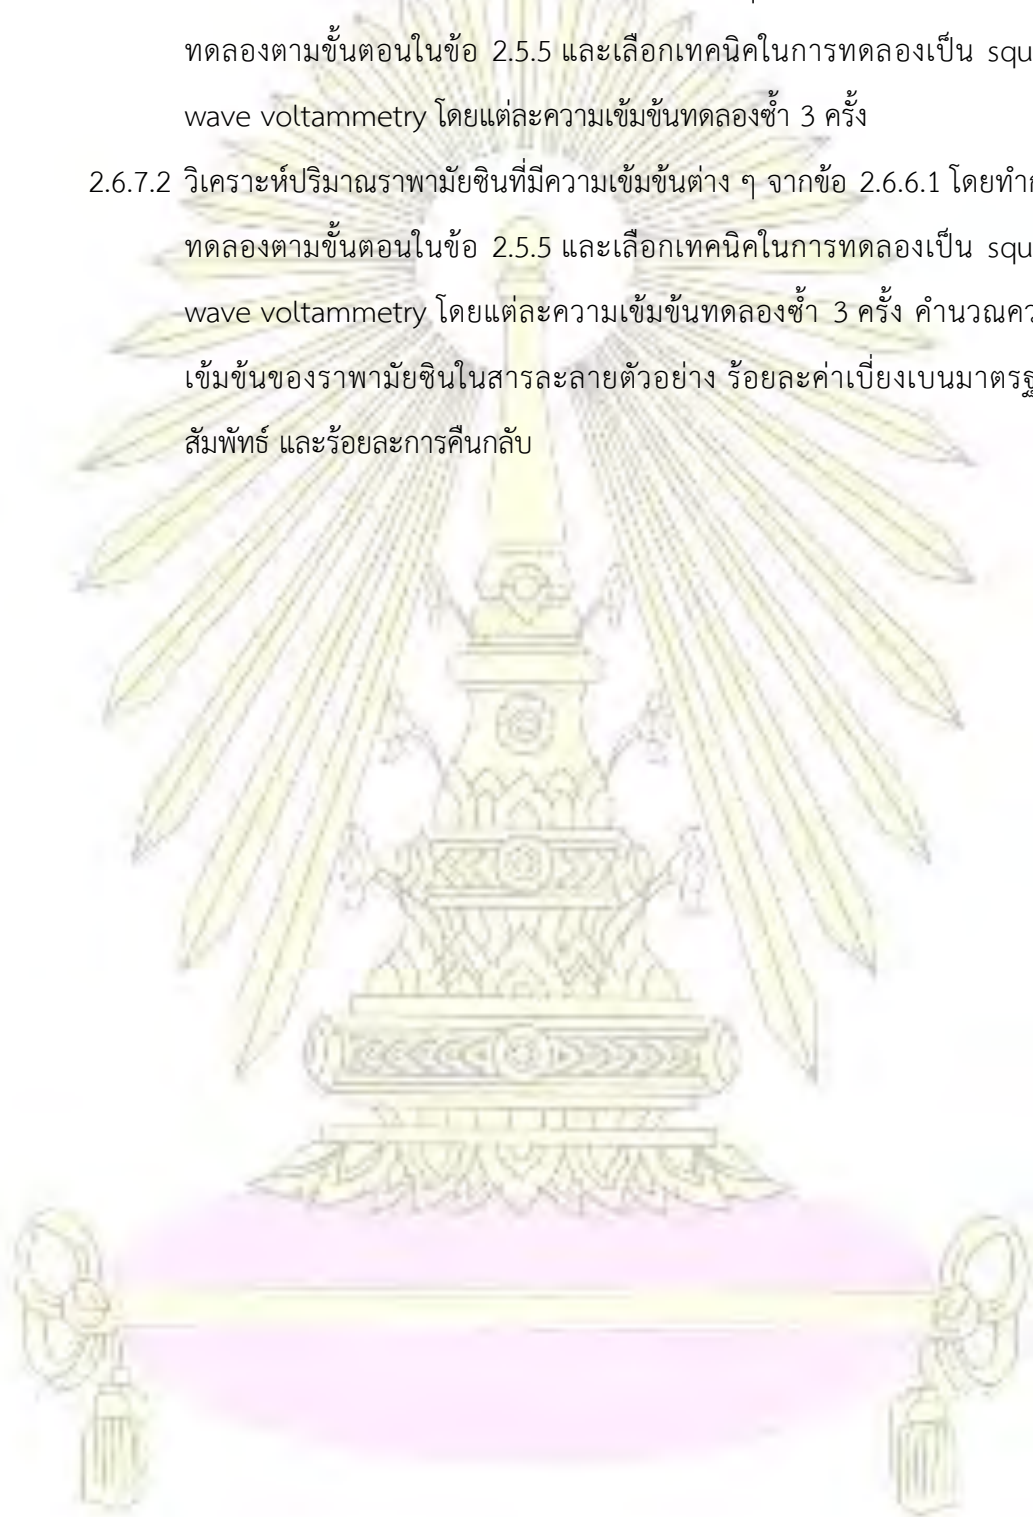 ทดลองตามขั้นตอนในข้อ 2.5.5 และเลือกเทคนิคในการทดลองเป็น squ
wave voltammetry โดยแต่ละความเข้มข้นทดลองซ้ำ 3 ครั้ง
2.6.7.2 วิเคราะห์ปริมาณราพามัยซินที่มีความเข้มข้นต่าง ๆ จากข้อ 2.6.6.1 โดยทำก
ทดลองตามขั้นตอนในข้อ 2.5.5 และเลือกเทคนิคในการทดลองเป็น squ
wave voltammetry โดยแต่ละความเข้มข้นทดลองซ้ำ 3 ครั้ง คำนวณคว
เข้มข้นของราพามัยซินในสารละลายตัวอย่าง ร้อยละค่าเบี่ยงเบนมาตรฐ
สัมพัทธ์ และร้อยละการคืนกลับ